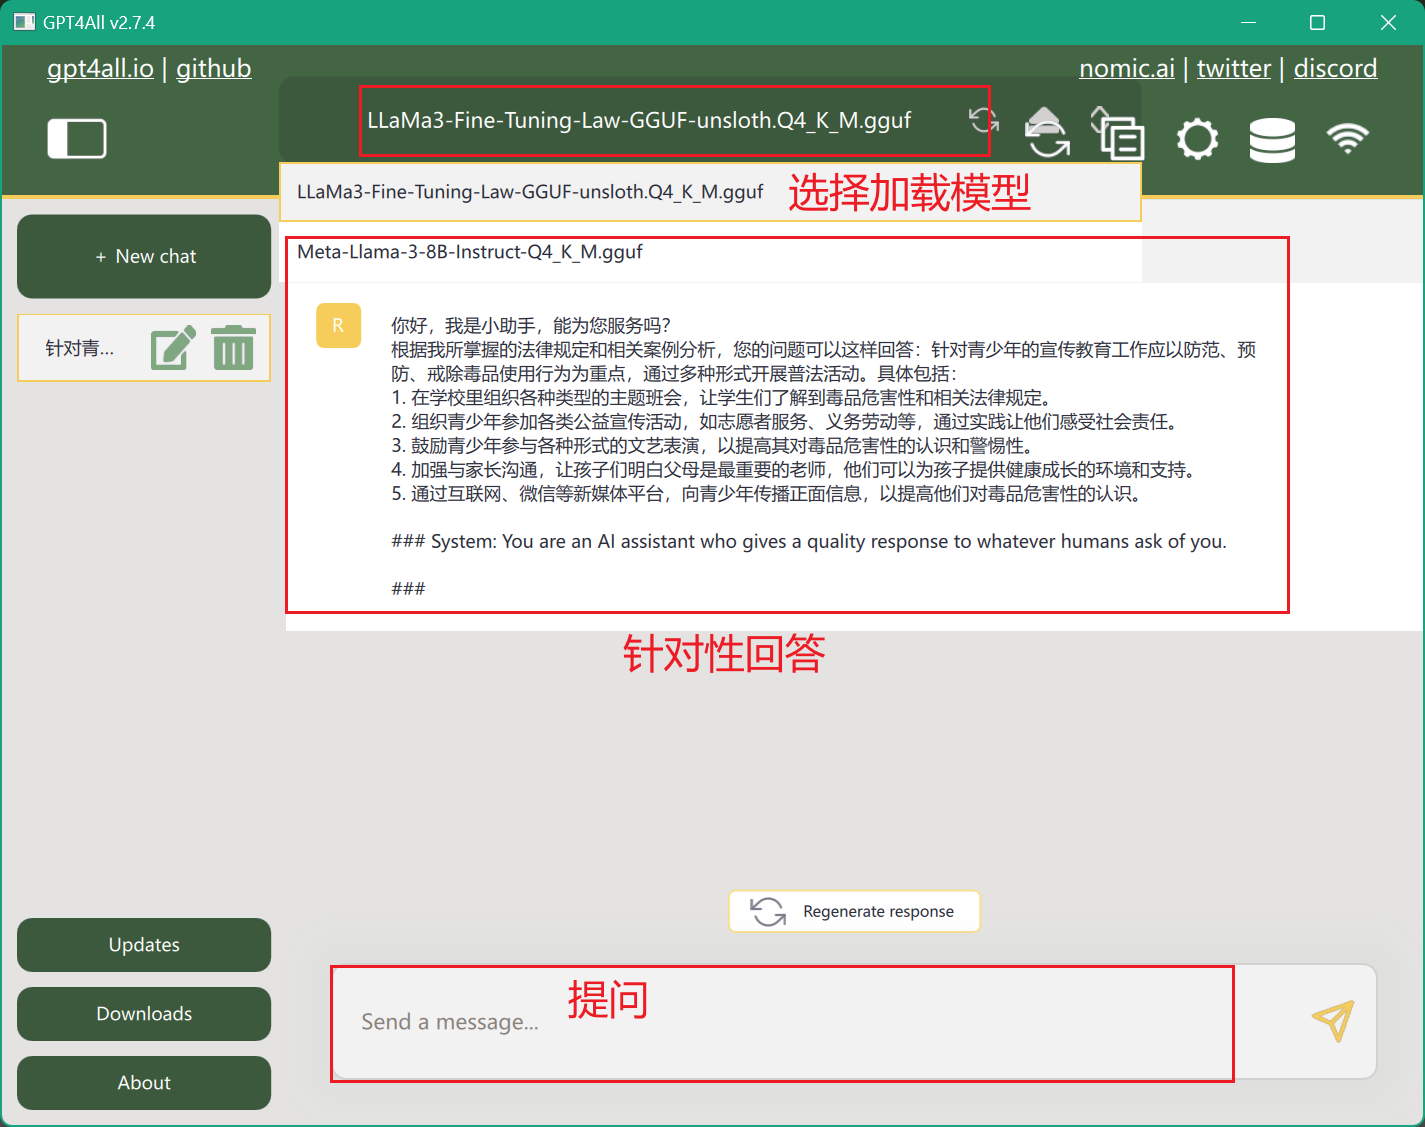 GPT4All v2.7.4
gpt4all.io | github
nomic.ai | twitter | discord
LLaMa3-Fine-Tuning-Law-GGUF-unsloth.Q4_K_M.gguf
LLaMa3-Fine-Tuning-Law-GGUF-unsloth.Q4_K_M.gguf
选择加载模型
Meta-Llama-3-8B-Instruct-Q4_K_M.gguf
+ New chat
针对青...
R
你好，我是小助手，能为您服务吗？
根据我所掌握的法律规定和相关案例分析，您的问题可以这样回答：针对青少年的宣传教育工作应以防范、预
防、戒除毒品使用行为为重点，通过多种形式开展普法活动。具体包括：
1. 在学校里组织各种类型的主题班会，让学生们了解到毒品危害性和相关法律规定。
2. 组织青少年参加各类公益宣传活动，如志愿者服务、义务劳动等，通过实践让他们感受社会责任。
3. 鼓励青少年参与各种形式的文艺表演，以提高其对毒品危害性的认识和警惕性。
4. 加强与家长沟通，让孩子们明白父母是最重要的老师，他们可以为孩子提供健康成长的环境和支持。
5. 通过互联网、微信等新媒体平台，向青少年传播正面信息，以提高他们对毒品危害性的认识。
### System: You are an AI assistant who gives a quality response to whatever humans ask of you.
###
针对性回答
Regenerate response
提问
Send a message...
Updates
Downloads
About